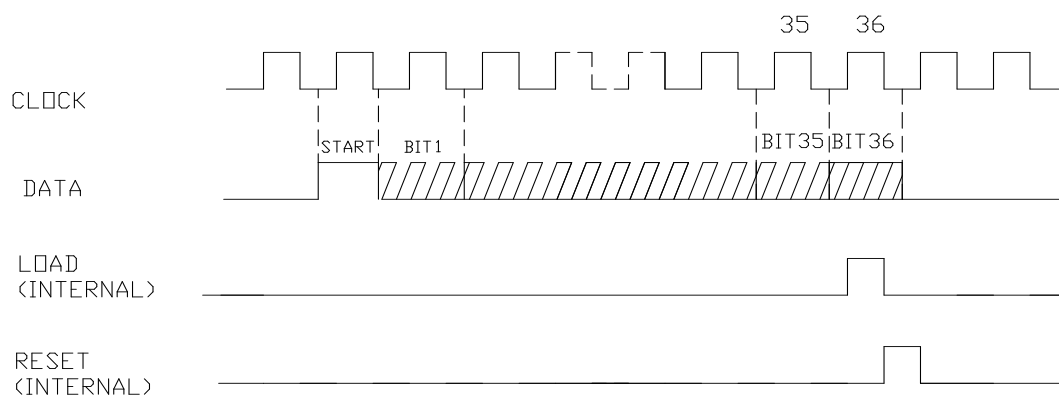 35 36
CLOCK
START BIT1 BIT35 BIT36
DATA
LOAD
(INTERNAL)
RESET
(INTERNAL)